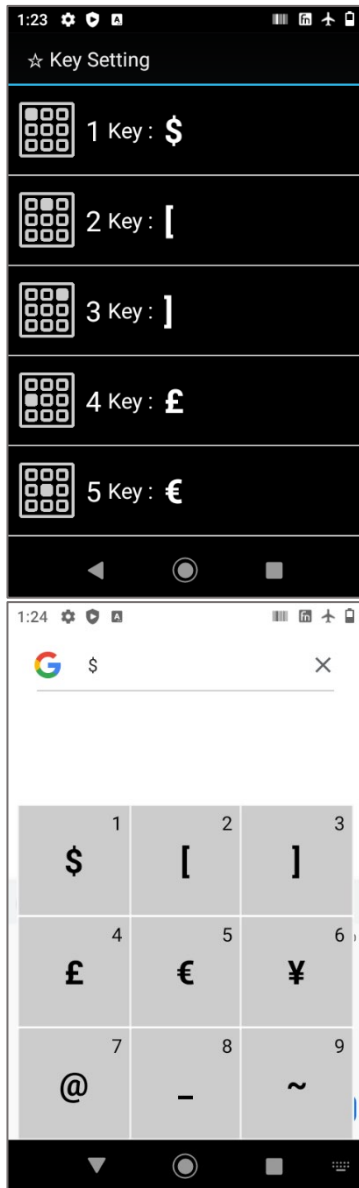 1:23
☆ Key Setting
1 Key : $
2 Key : [
3 Key : ]
4 Key : £
5 Key : €
1:24
$
1 2 3
$ [ ]
4 5 6
£ € ¥
7 8 9
@ _ ~